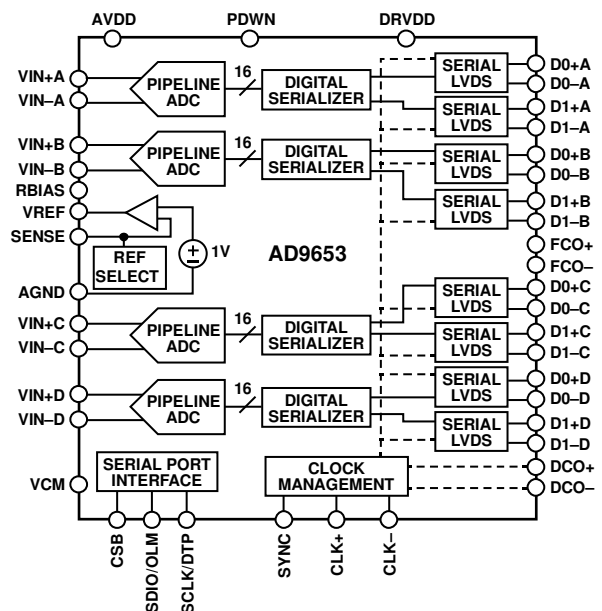 AVDD
PDWN
DRVDD
VIN+A
VIN–A
PIPELINE
ADC
16
DIGITAL
SERIALIZER
SERIAL
LVDS
D0+A
D0–A
SERIAL
LVDS
D1+A
D1–A
VIN+B
VIN–B
PIPELINE
ADC
16
DIGITAL
SERIALIZER
SERIAL
LVDS
D0+B
D0–B
SERIAL
LVDS
D1+B
D1–B
RBIAS
VREF
SENSE
REF
SELECT
1V
AGND
AD9653
FCO+
FCO–
VIN+C
VIN–C
PIPELINE
ADC
16
DIGITAL
SERIALIZER
SERIAL
LVDS
D0+C
D0–C
SERIAL
LVDS
D1+C
D1–C
VIN+D
VIN–D
PIPELINE
ADC
16
DIGITAL
SERIALIZER
SERIAL
LVDS
D0+D
D0–D
SERIAL
LVDS
D1+D
D1–D
VCM
SERIAL PORT
INTERFACE
CLOCK
MANAGEMENT
DCO+
DCO–
CSB
SDIO/OLM
SCLK/DTP
SYNC
CLK+
CLK–